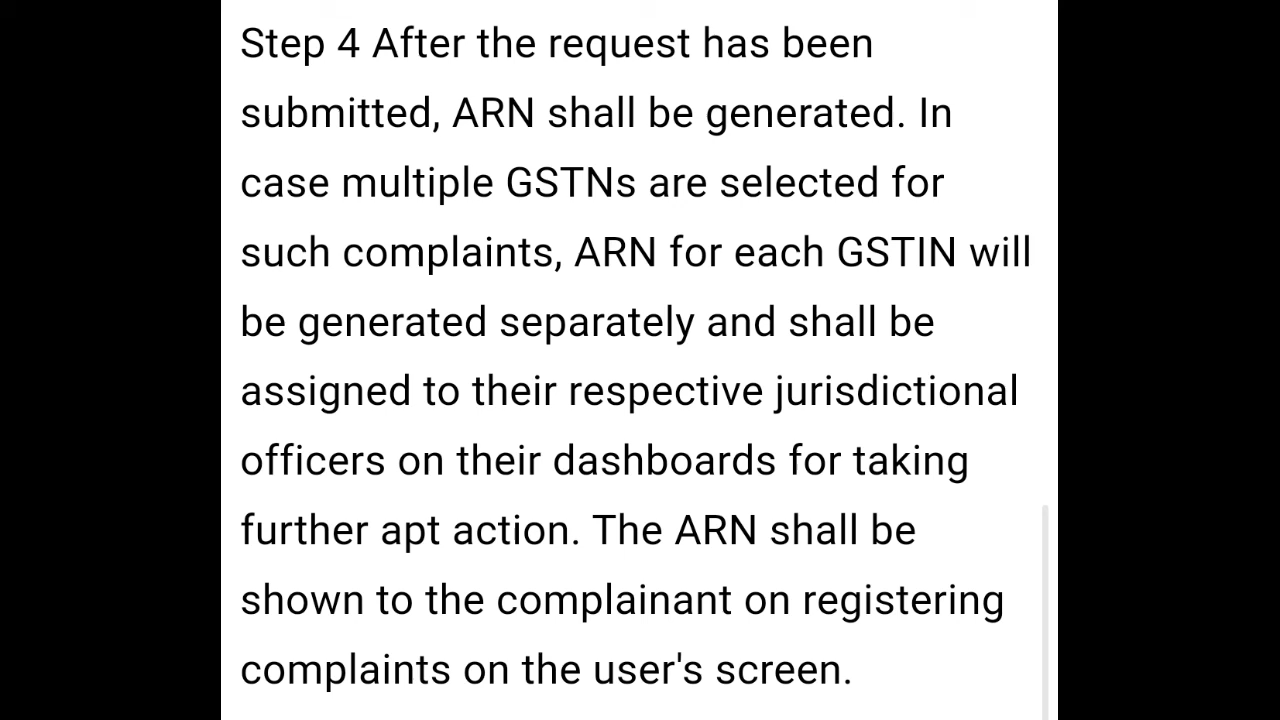 Step 4 After the request has been
submitted, ARN shall be generated. In
case multiple GSTNs are selected for
such complaints, ARN for each GSTIN will
be generated separately and shall be
assigned to their respective jurisdictional
officers on their dashboards for taking
further apt action. The ARN shall be
shown to the complainant on registering
complaints on the user's screen.